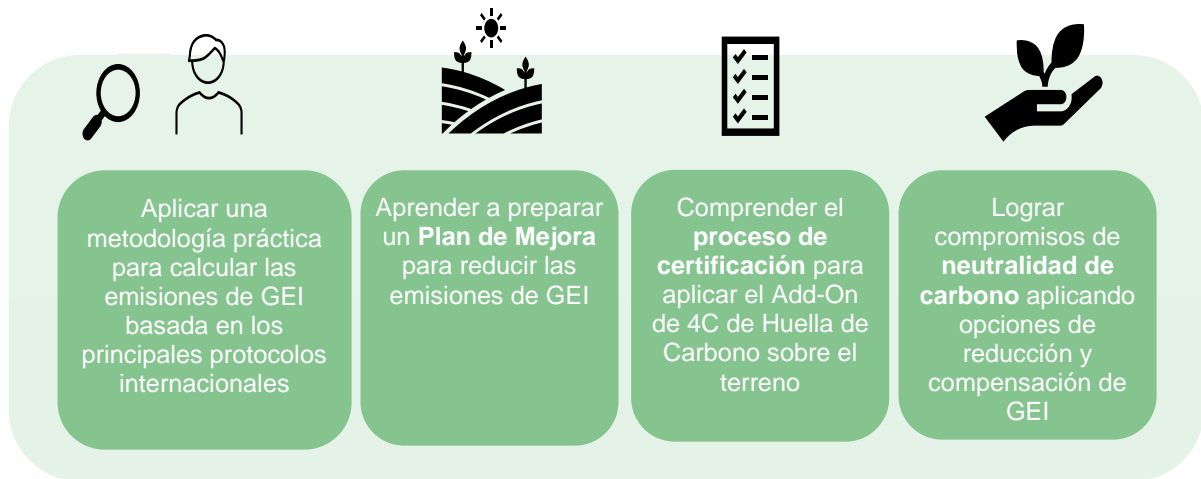 Aplicar una
metodología práctica
para calcular las
emisiones de GEI
basada en los
principales protocolos
internacionales
Aprender a preparar
un Plan de Mejora
para reducir las
emisiones de GEI
Comprender el
proceso de
certificación para
aplicar el Add-On
de 4C de Huella de
Carbono sobre el
terreno
Lograr
compromisos de
neutralidad de
carbono aplicando
opciones de
reducción y
compensación de
GEI